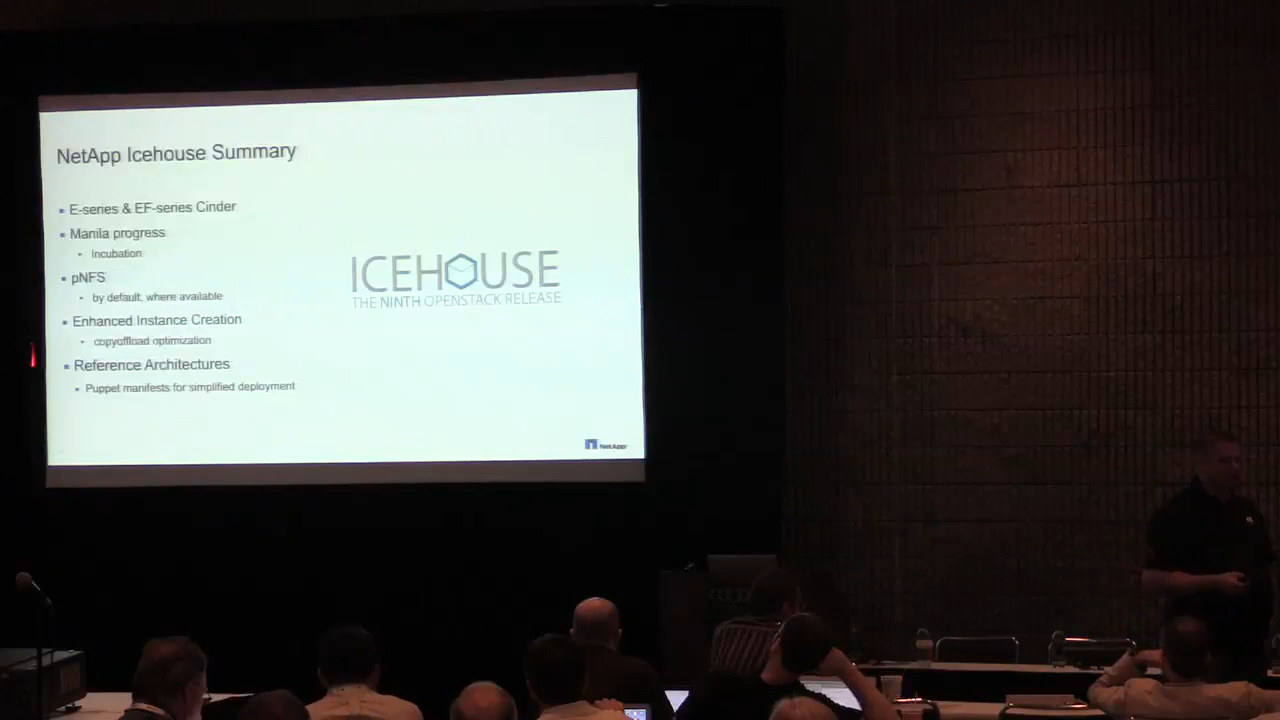 NetApp Icehouse Summary
E-series & EF-series Cinder
Manila progress
Incubation
pNFS
by default, where available
Enhanced Instance Creation
copyoffload optimization
Reference Architectures
Puppet manifests for simplified deployment
ICEHOUSE
THE NINTH OPENSTACK RELEASE
NetApp